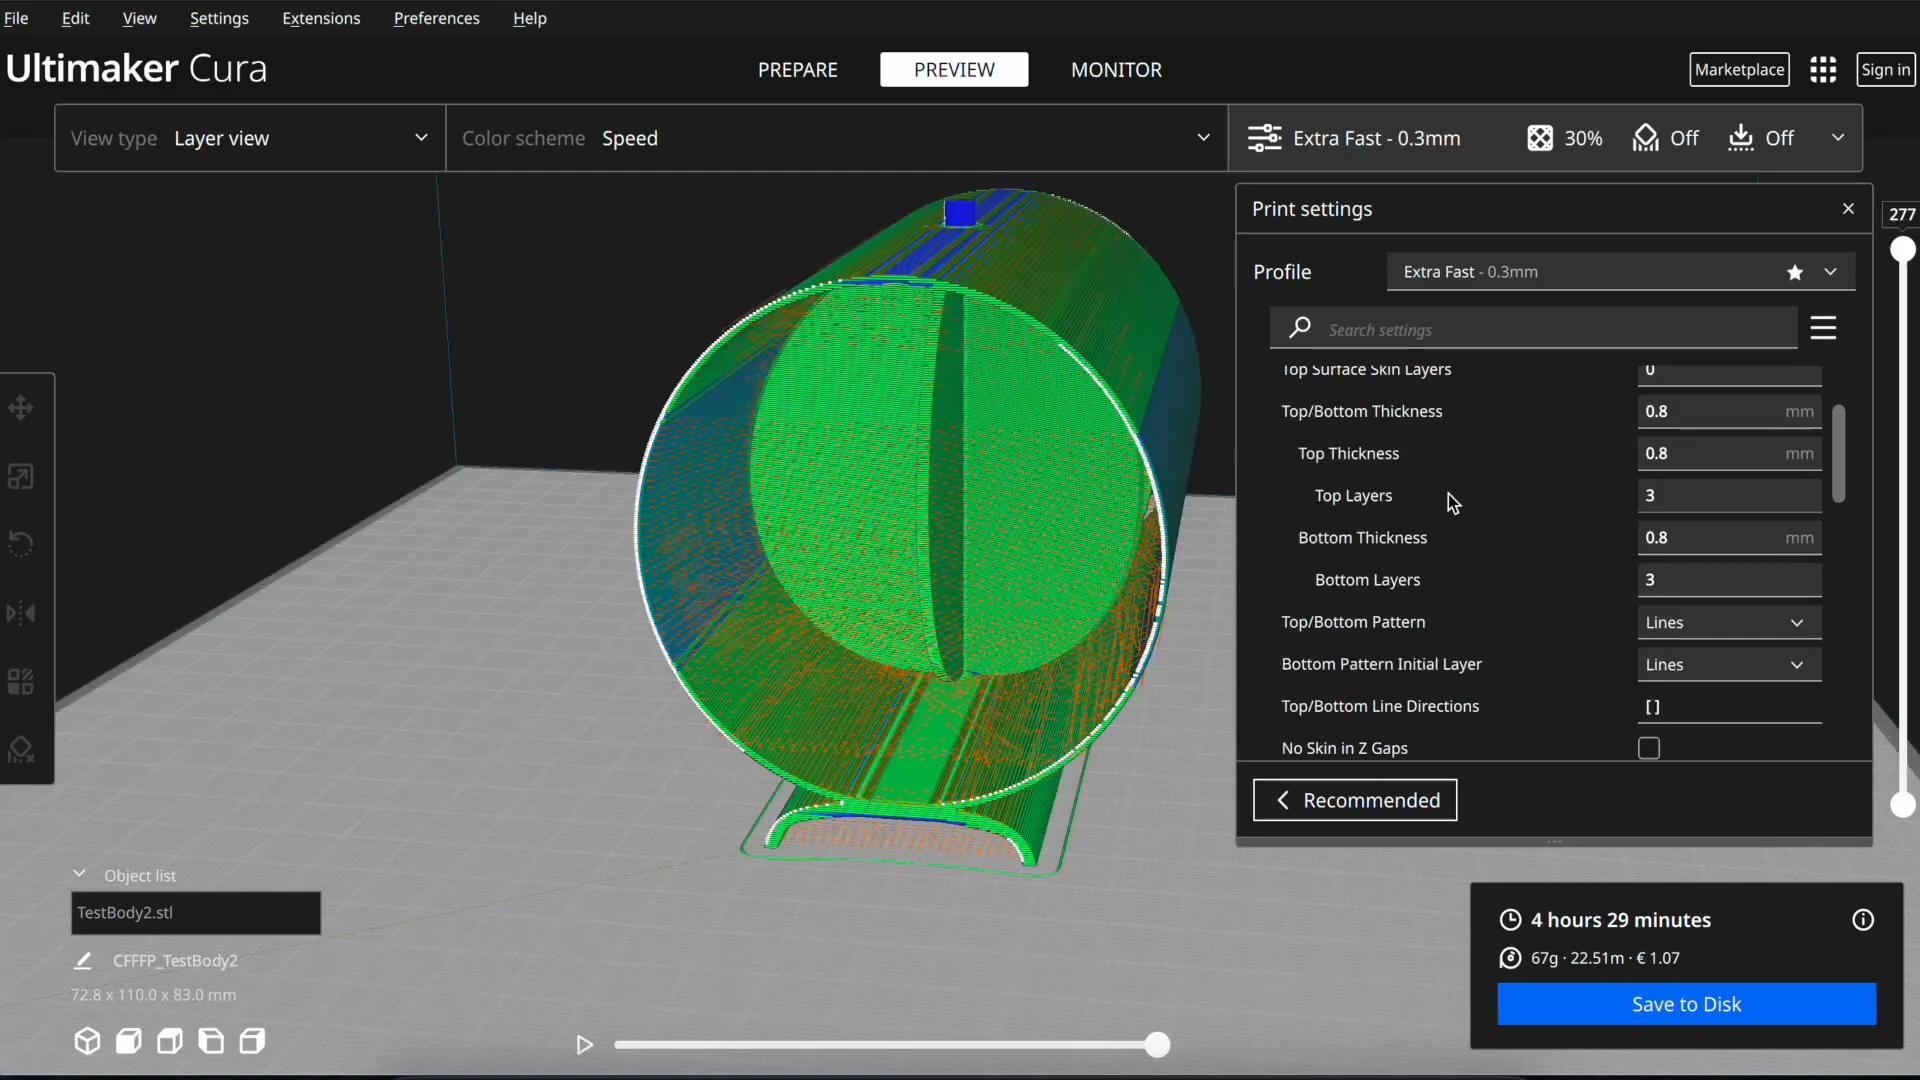 File Edit View Settings Extensions Preferences Help
Ultimaker Cura
PREPARE PREVIEW MONITOR
Marketplace Sign in
View type Layer view
Color scheme Speed
Extra Fast - 0.3mm 30% Off Off
Print settings
277
Profile Extra Fast - 0.3mm
Search settings
Top Surface Skin Layers 0
Top/Bottom Thickness 0.8 mm
Top Thickness 0.8 mm
Top Layers 3
Bottom Thickness 0.8 mm
Bottom Layers 3
Top/Bottom Pattern Lines
Bottom Pattern Initial Layer Lines
Top/Bottom Line Directions []
No Skin in Z Gaps
Recommended
Object list
TestBody2.stl
CFFFP_TestBody2
72.8 x 110.0 x 83.0 mm
4 hours 29 minutes
67g · 22.51m · € 1.07
Save to Disk